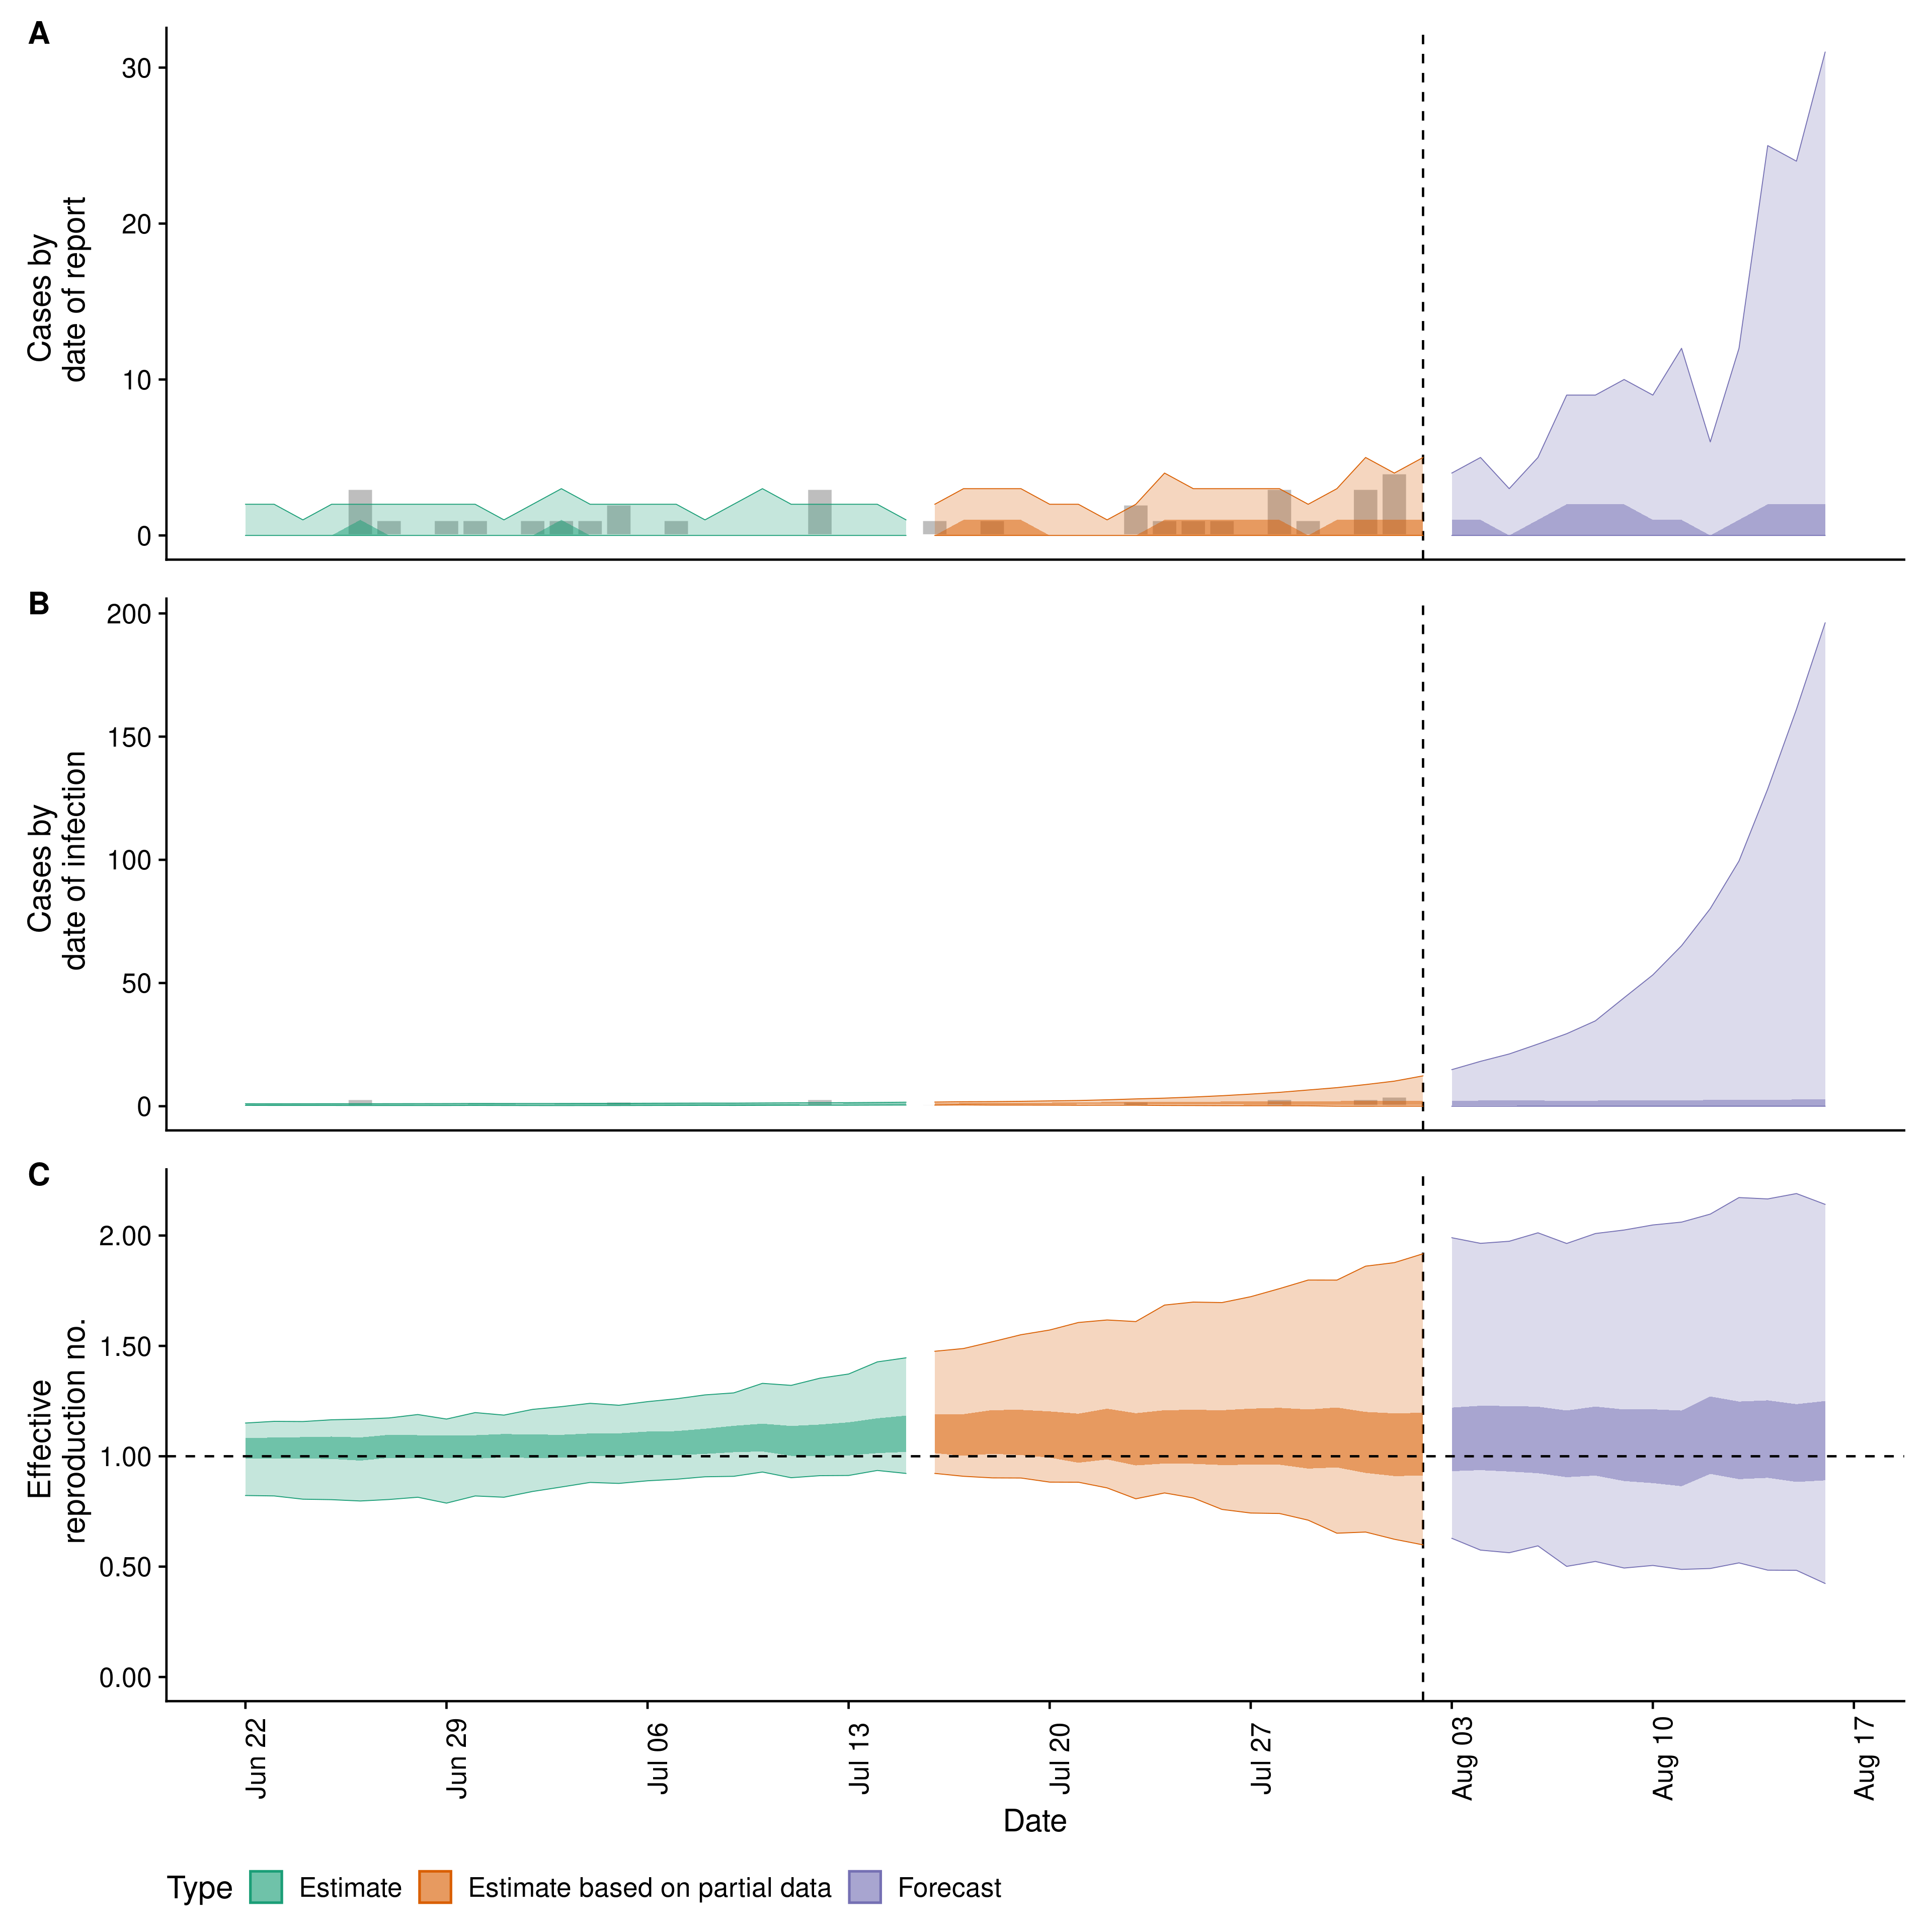 A
30
20
10
0
Cases by
date of report
B
200
150
100
50
0
Cases by
date of infection
C
2.00
1.50
1.00
0.50
0.00
Effective
reproduction no.
Jun 22
Jun 29
Jul 06
Jul 13
Jul 20
Jul 27
Aug 03
Aug 10
Aug 17
Date
Type Estimate Estimate based on partial data Forecast